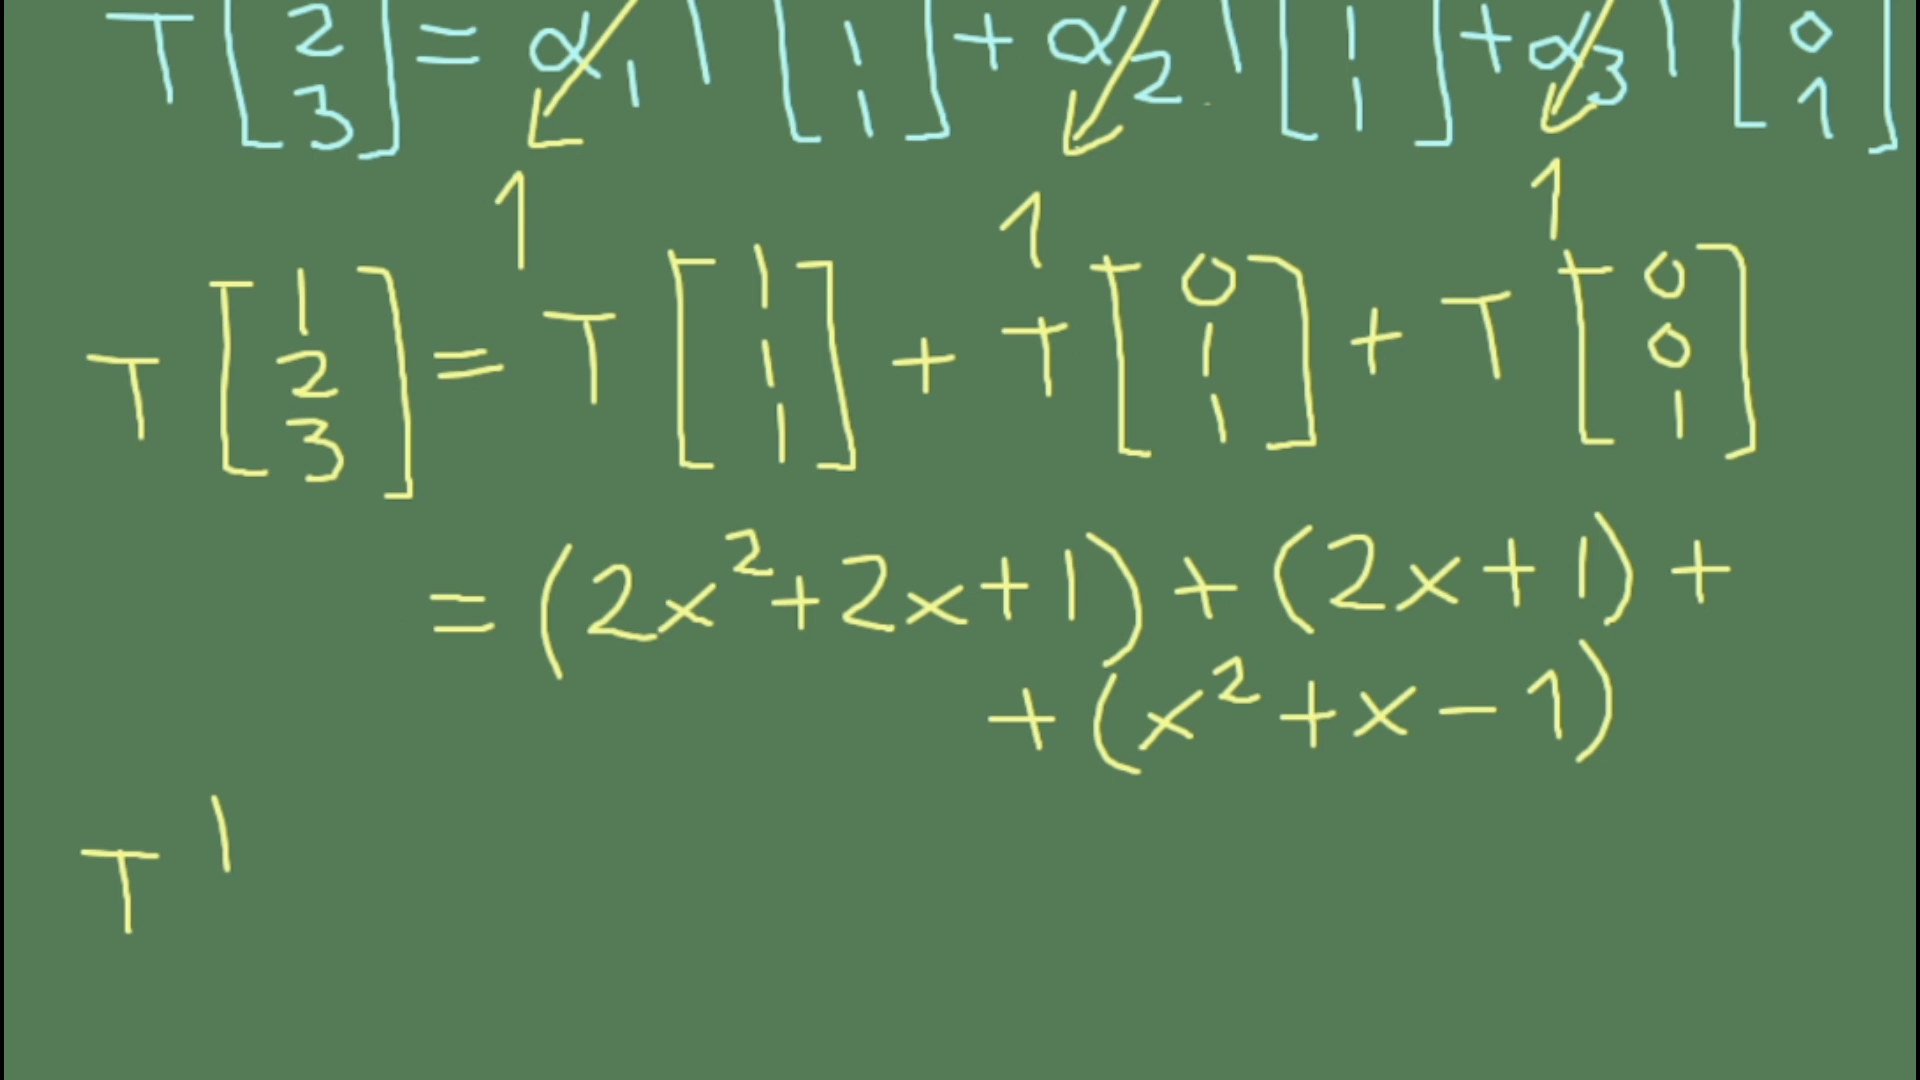 T [2 3] = α₁ T [1 1] + α₂ T [1 1] + α₃ T [0 1]
1 1 1
T [1 2 3] = T [1 1 1] + T [0 1 1] + T [0 0 1]
= (2x² + 2x + 1) + (2x + 1) +
+ (x² + x - 1)
T 1